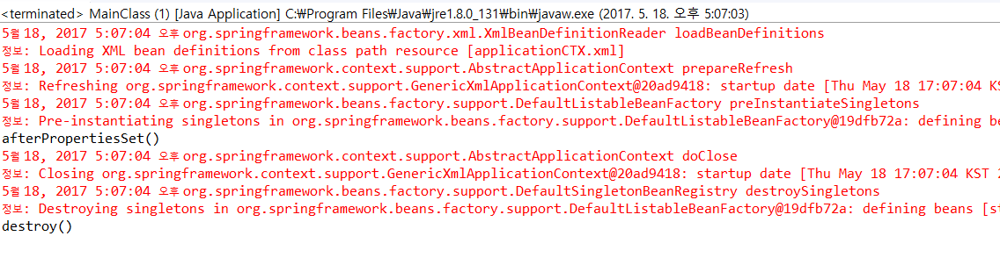 <terminated> MainClass (1) [Java Application] C:₩Program Files₩Java₩jre1.8.0_131₩bin₩javaw.exe (2017. 5. 18. 오후 5:07:03)
5월 18, 2017 5:07:04 오후 org.springframework.beans.factory.xml.XmlBeanDefinitionReader loadBeanDefinitions
정보: Loading XML bean definitions from class path resource [applicationCTX.xml]
5월 18, 2017 5:07:04 오후 org.springframework.context.support.AbstractApplicationContext prepareRefresh
정보: Refreshing org.springframework.context.support.GenericXmlApplicationContext@20ad9418: startup date [Thu May 18 17:07:04 KS
5월 18, 2017 5:07:04 오후 org.springframework.beans.factory.support.DefaultListableBeanFactory preInstantiateSingletons
정보: Pre-instantiating singletons in org.springframework.beans.factory.support.DefaultListableBeanFactory@19dfb72a: defining be
afterPropertiesSet()
5월 18, 2017 5:07:04 오후 org.springframework.context.support.AbstractApplicationContext doClose
정보: Closing org.springframework.context.support.GenericXmlApplicationContext@20ad9418: startup date [Thu May 18 17:07:04 KST 2
5월 18, 2017 5:07:04 오후 org.springframework.beans.factory.support.DefaultSingletonBeanRegistry destroySingletons
정보: Destroying singletons in org.springframework.beans.factory.support.DefaultListableBeanFactory@19dfb72a: defining beans [st
destroy()